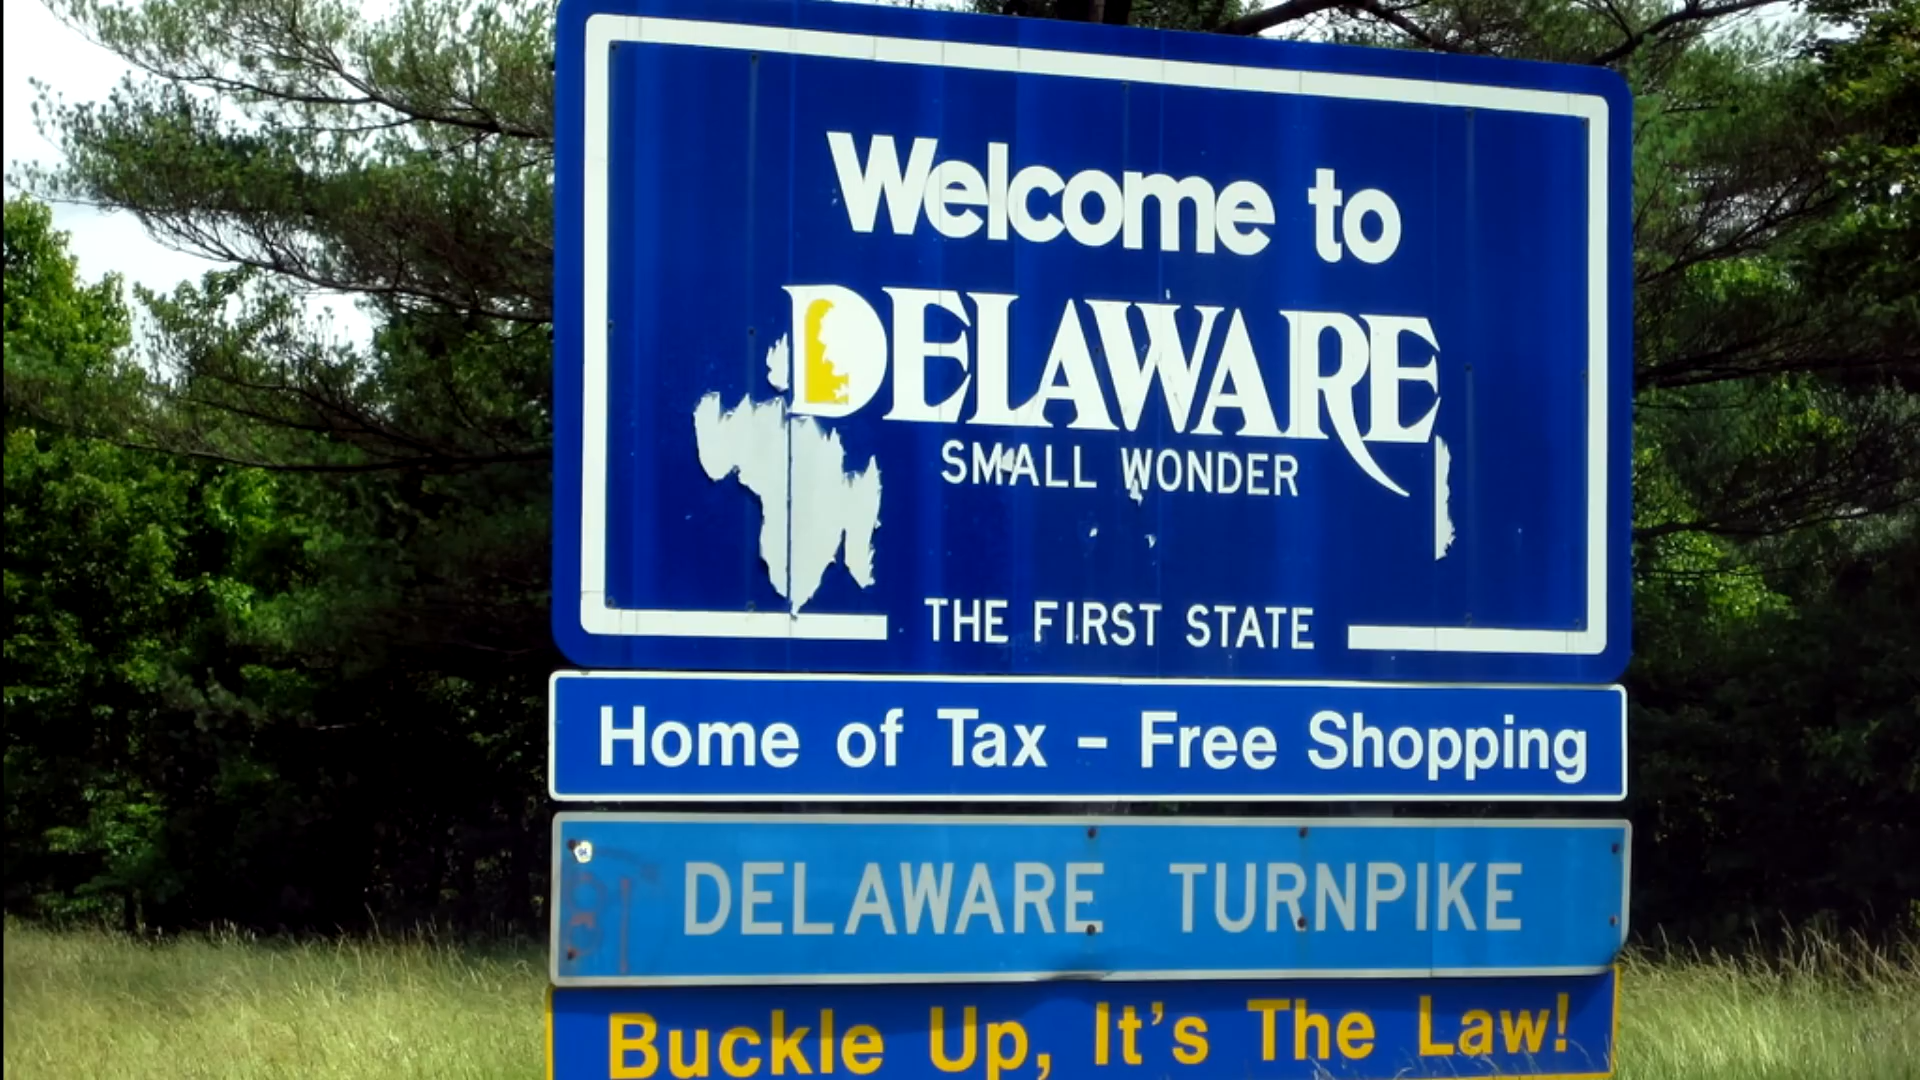 Welcome to
DELAWARE
SMALL WONDER
THE FIRST STATE
Home of Tax - Free Shopping
DELAWARE TURNPIKE
Buckle Up, It's The Law!